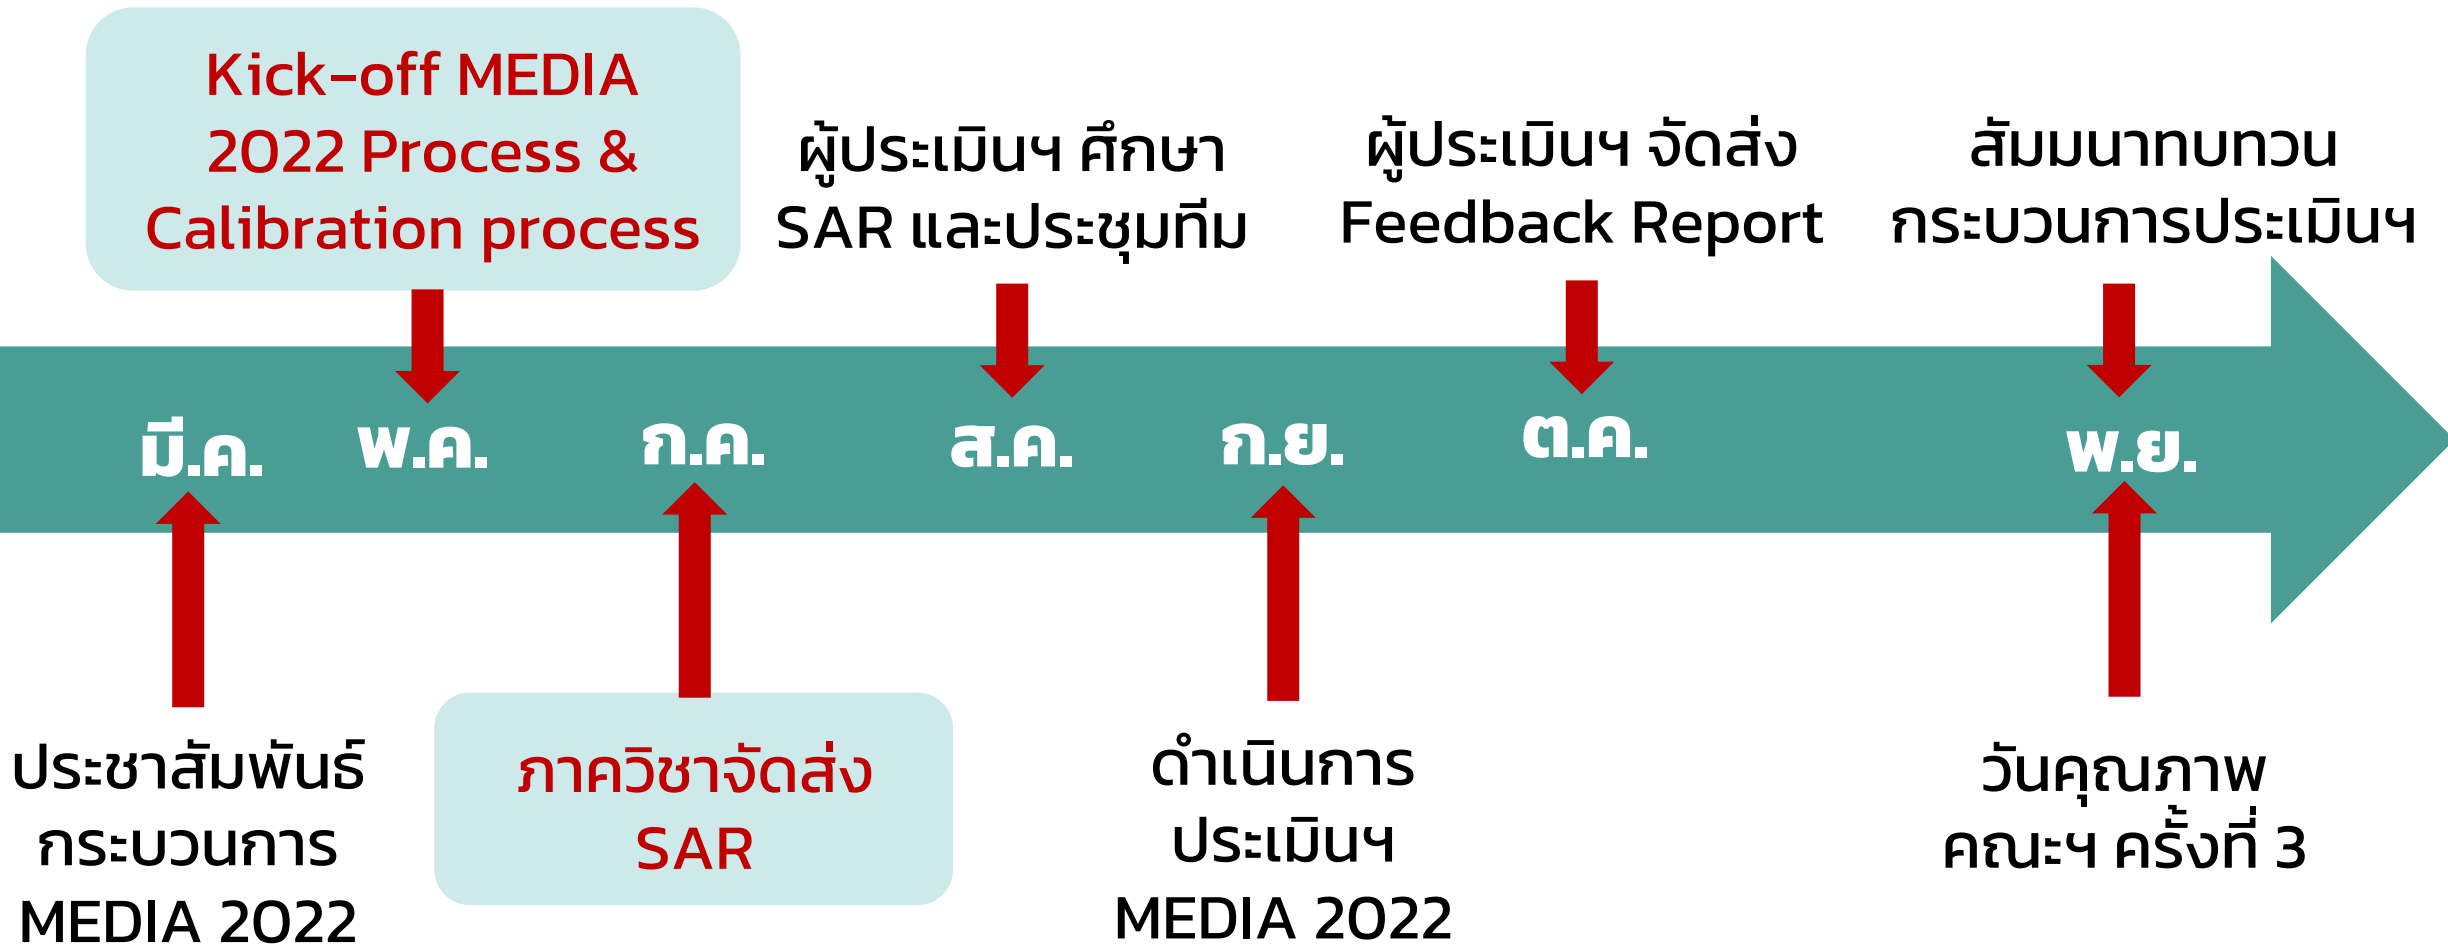 Kick-off MEDIA
2022 Process &
Calibration process
ผู้ประเมินฯ ศึกษา
SAR และประชุมทีม
ผู้ประเมินฯ จัดส่ง
Feedback Report
สัมมนาทบทวน
กระบวนการประเมินฯ
มี.ค.
พ.ค.
ก.ค.
ส.ค.
ก.ย.
ต.ค.
พ.ย.
ประชาสัมพันธ์
กระบวนการ
MEDIA 2022
ภาควิชาจัดส่ง
SAR
ดำเนินการ
ประเมินฯ
MEDIA 2022
วันคุณภาพ
คณะฯ ครั้งที่ 3